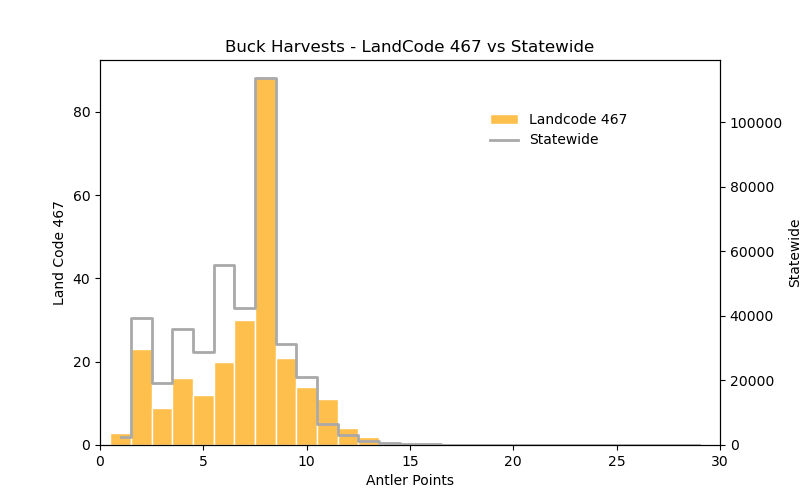 Buck Harvests - LandCode 467 vs Statewide
Landcode 467
Statewide
Land Code 467
80
60
40
20
0
100000
80000
60000
40000
20000
0
Statewide
0 5 10 15 20 25 30
Antler Points